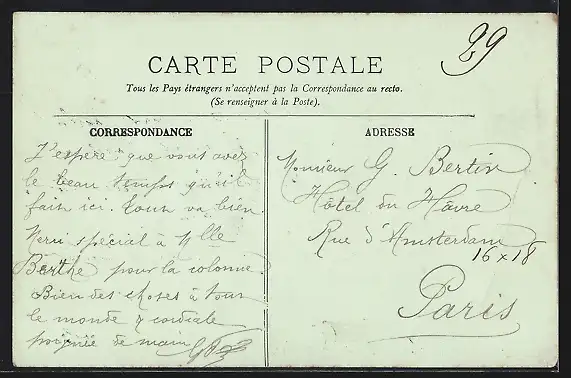 29
CARTE POSTALE
Tous les Pays étrangers n'acceptent pas la Correspondance au recto.
(Se renseigner à la Poste).
CORRESPONDANCE
J'espère que vous avez
le beau temps qu'il
fait ici. tout va bien.
Merci spécial à Mlle
Berthe pour la colonne.
Bien des choses à tout
le monde & cordiale
poignée de main
ADRESSE
Monsieur G. Bertin
Hôtel du Hâvre
Rue d'Amsterdam
16 x 18
Paris